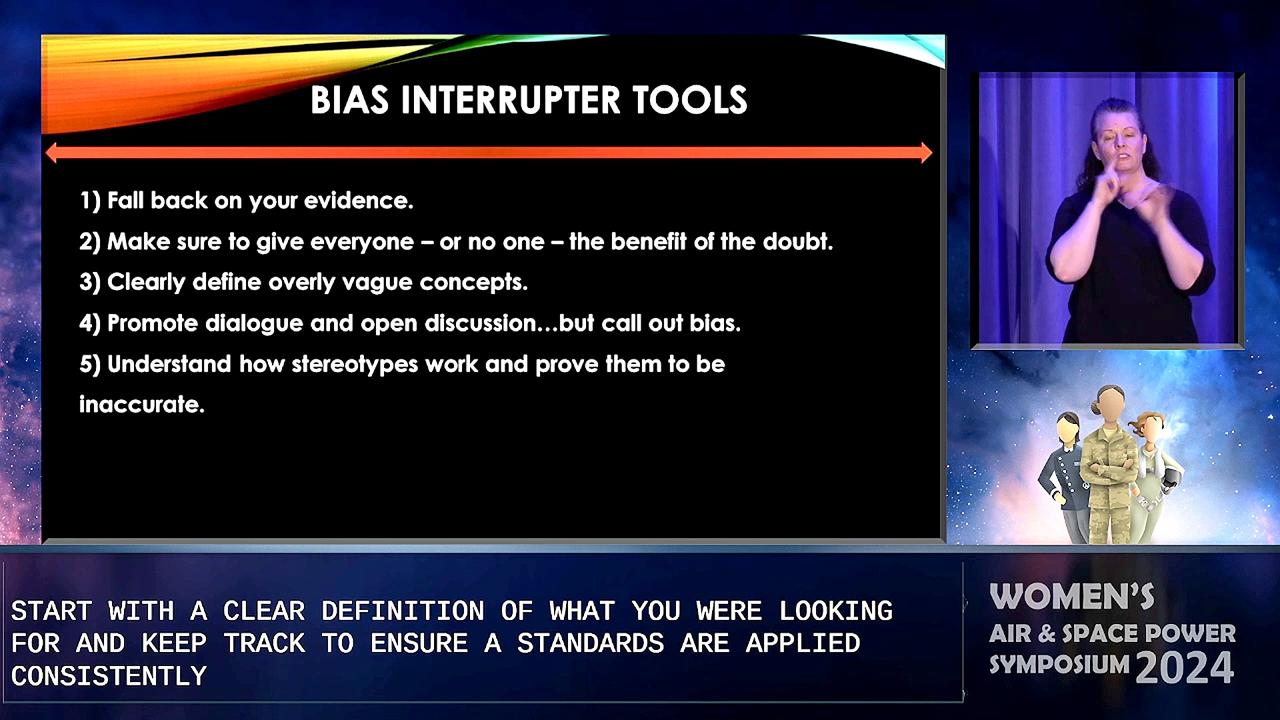 BIAS INTERRUPTER TOOLS
1) Fall back on your evidence.
2) Make sure to give everyone – or no one – the benefit of the doubt.
3) Clearly define overly vague concepts.
4) Promote dialogue and open discussion...but call out bias.
5) Understand how stereotypes work and prove them to be
inaccurate.
START WITH A CLEAR DEFINITION OF WHAT YOU WERE LOOKING
FOR AND KEEP TRACK TO ENSURE A STANDARDS ARE APPLIED
CONSISTENTLY
WOMEN'S
AIR & SPACE POWER
SYMPOSIUM 2024